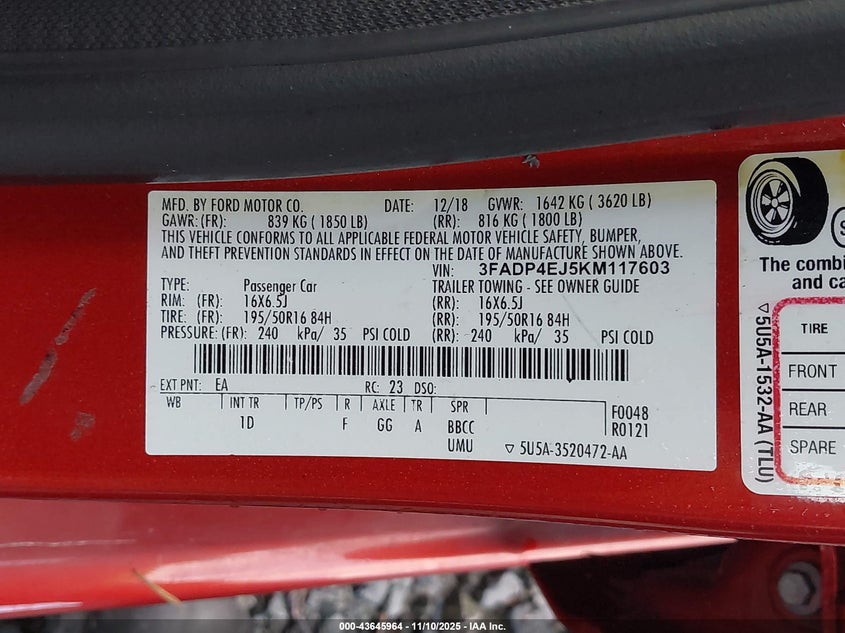 MFD. BY FORD MOTOR CO. DATE: 12/18 GVWR: 1642 KG ( 3620 LB)
GAWR: (FR): 839 KG ( 1850 LB) (RR): 816 KG ( 1800 LB)
THIS VEHICLE CONFORMS TO ALL APPLICABLE FEDERAL MOTOR VEHICLE SAFETY, BUMPER,
AND THEFT PREVENTION STANDARDS IN EFFECT ON THE DATE OF MANUFACTURE SHOWN ABOVE.
VIN: 3FADP4EJ5KM117603
TYPE: Passenger Car TRAILER TOWING - SEE OWNER GUIDE
RIM: (FR) 16X6.5J (RR): 16X6.5J
TIRE: (FR) 195/50R16 84H (RR): 195/50R16 84H
PRESSURE: (FR): 240 kPa/ 35 PSI COLD (RR): 240 kPa/ 35 PSI COLD
EXT PNT: EA RC: 23 DSO:
WB INT TR TP/PS R AXLE TR SPR F0048
1D F GG A BBCC R0121
UMU ▽ 5U5A-3520472-AA
The combi
and ca
TIRE
FRONT
REAR
SPARE
▽5U5A-1532-AA (TLU)
000-43645964 — 11/10/2025 — IAA Inc.